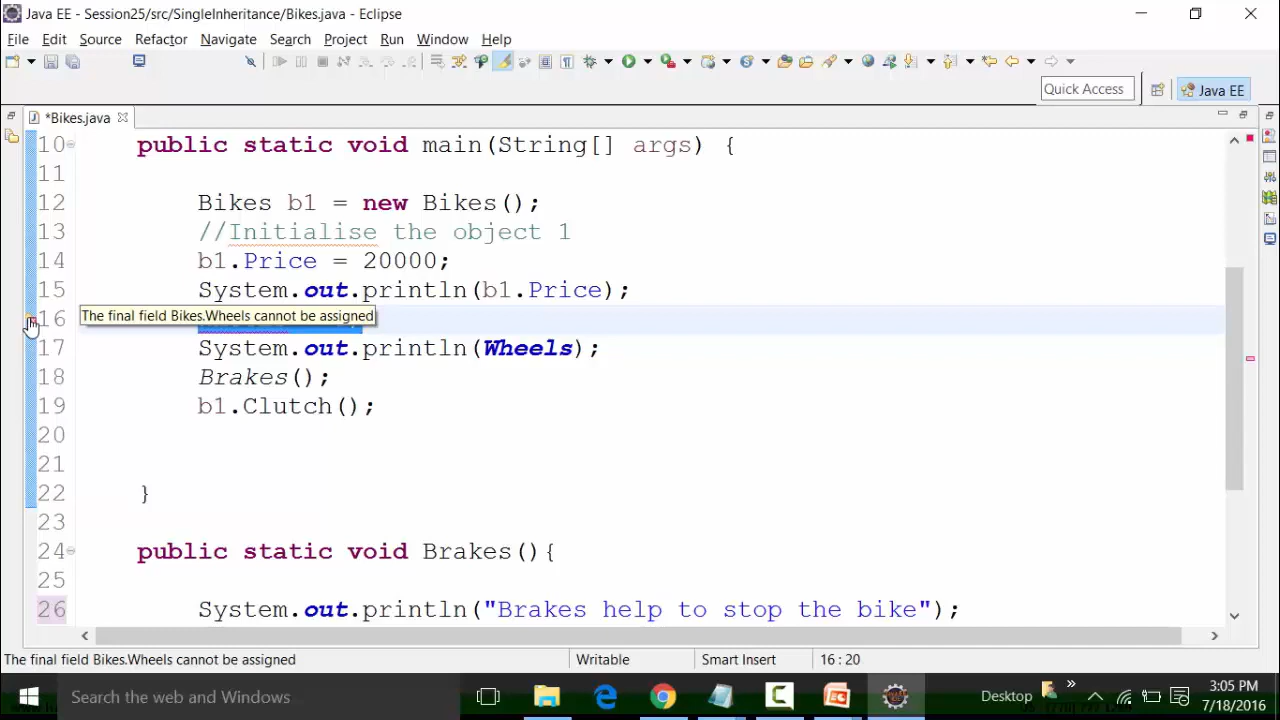 Java EE - Session25/src/SingleInheritance/Bikes.java - Eclipse
File Edit Source Refactor Navigate Search Project Run Window Help
Quick Access Java EE
*Bikes.java
10 public static void main(String[] args) {
11
12 Bikes b1 = new Bikes();
13 //Initialise the object 1
14 b1.Price = 20000;
15 System.out.println(b1.Price);
16 The final field Bikes.Wheels cannot be assigned
17 System.out.println(Wheels);
18 Brakes();
19 b1.Clutch();
20
21
22 }
23
24 public static void Brakes(){
25
26 System.out.println("Brakes help to stop the bike");
The final field Bikes.Wheels cannot be assigned Writable Smart Insert 16 : 20
Search the web and Windows Desktop 3:05 PM
7/18/2016